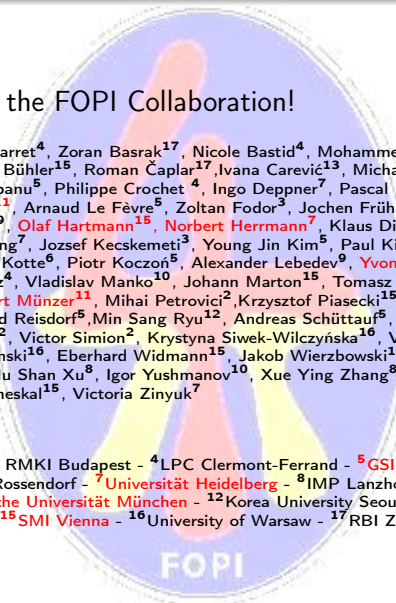 the FOPI Collaboration!
arret⁴, Zoran Basrak¹⁷, Nicole Bastid⁴, Mohamme
Bühler¹⁵, Roman Čaplar¹⁷,Ivana Carević¹³, Micha
panu⁵, Philippe Crochet ⁴, Ingo Deppner⁷, Pascal
¹, Arnaud Le Fèvre⁵, Zoltan Fodor³, Jochen Früh
⁹, Olaf Hartmann¹⁵, Norbert Herrmann⁷, Klaus Di
ng⁷, Jozsef Kecskemeti³, Young Jin Kim⁵, Paul Ki
Kotte⁶, Piotr Koczoń⁵, Alexander Lebedev⁹, Yvon
z⁴, Vladislav Manko¹⁰, Johann Marton¹⁵, Tomasz
rt Münzer¹¹, Mihai Petrovici²,Krzysztof Piasecki¹⁵
d Reisdorf⁵,Min Sang Ryu¹², Andreas Schüttauf⁵,
², Victor Simion², Krystyna Siwek-Wilczyńska¹⁶, V
nski¹⁶, Eberhard Widmann¹⁵, Jakob Wierzbowski¹
lu Shan Xu⁸, Igor Yushmanov¹⁰, Xue Ying Zhang⁸
neskal¹⁵, Victoria Zinyuk⁷
RMKI Budapest - ⁴LPC Clermont-Ferrand - ⁵GSI
Rossendorf - ⁷Universität Heidelberg - ⁸IMP Lanzho
che Universität München - ¹²Korea University Seou
¹⁵SMI Vienna - ¹⁶University of Warsaw - ¹⁷RBI Z
FOPI